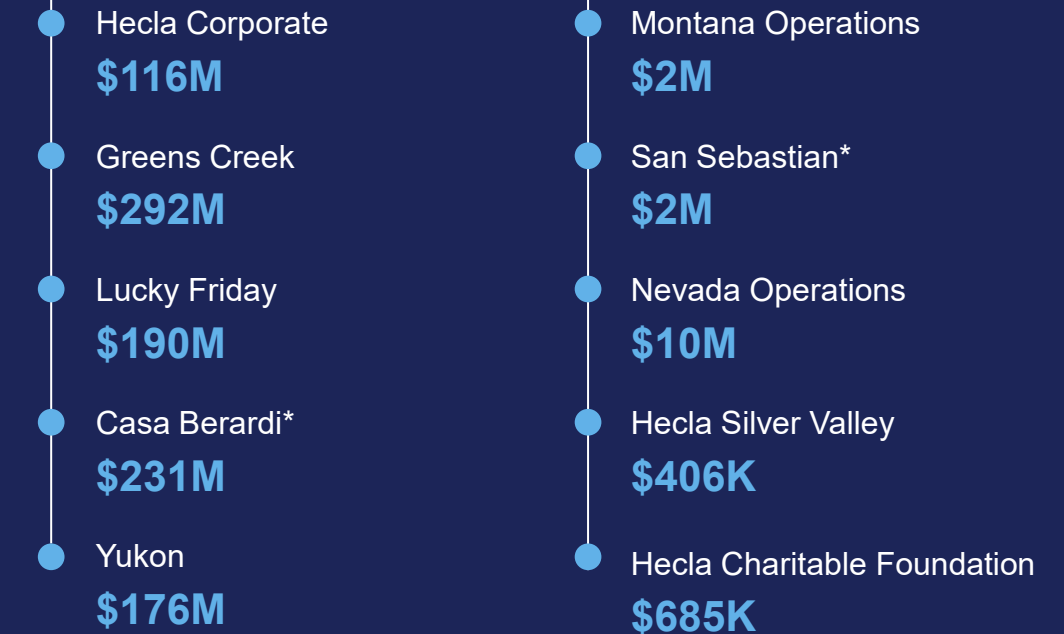 Hecla Corporate
$116M
Greens Creek
$292M
Lucky Friday
$190M
Casa Berardi*
$231M
Yukon
$176M
Montana Operations
$2M
San Sebastian*
$2M
Nevada Operations
$10M
Hecla Silver Valley
$406K
Hecla Charitable Foundation
$685K